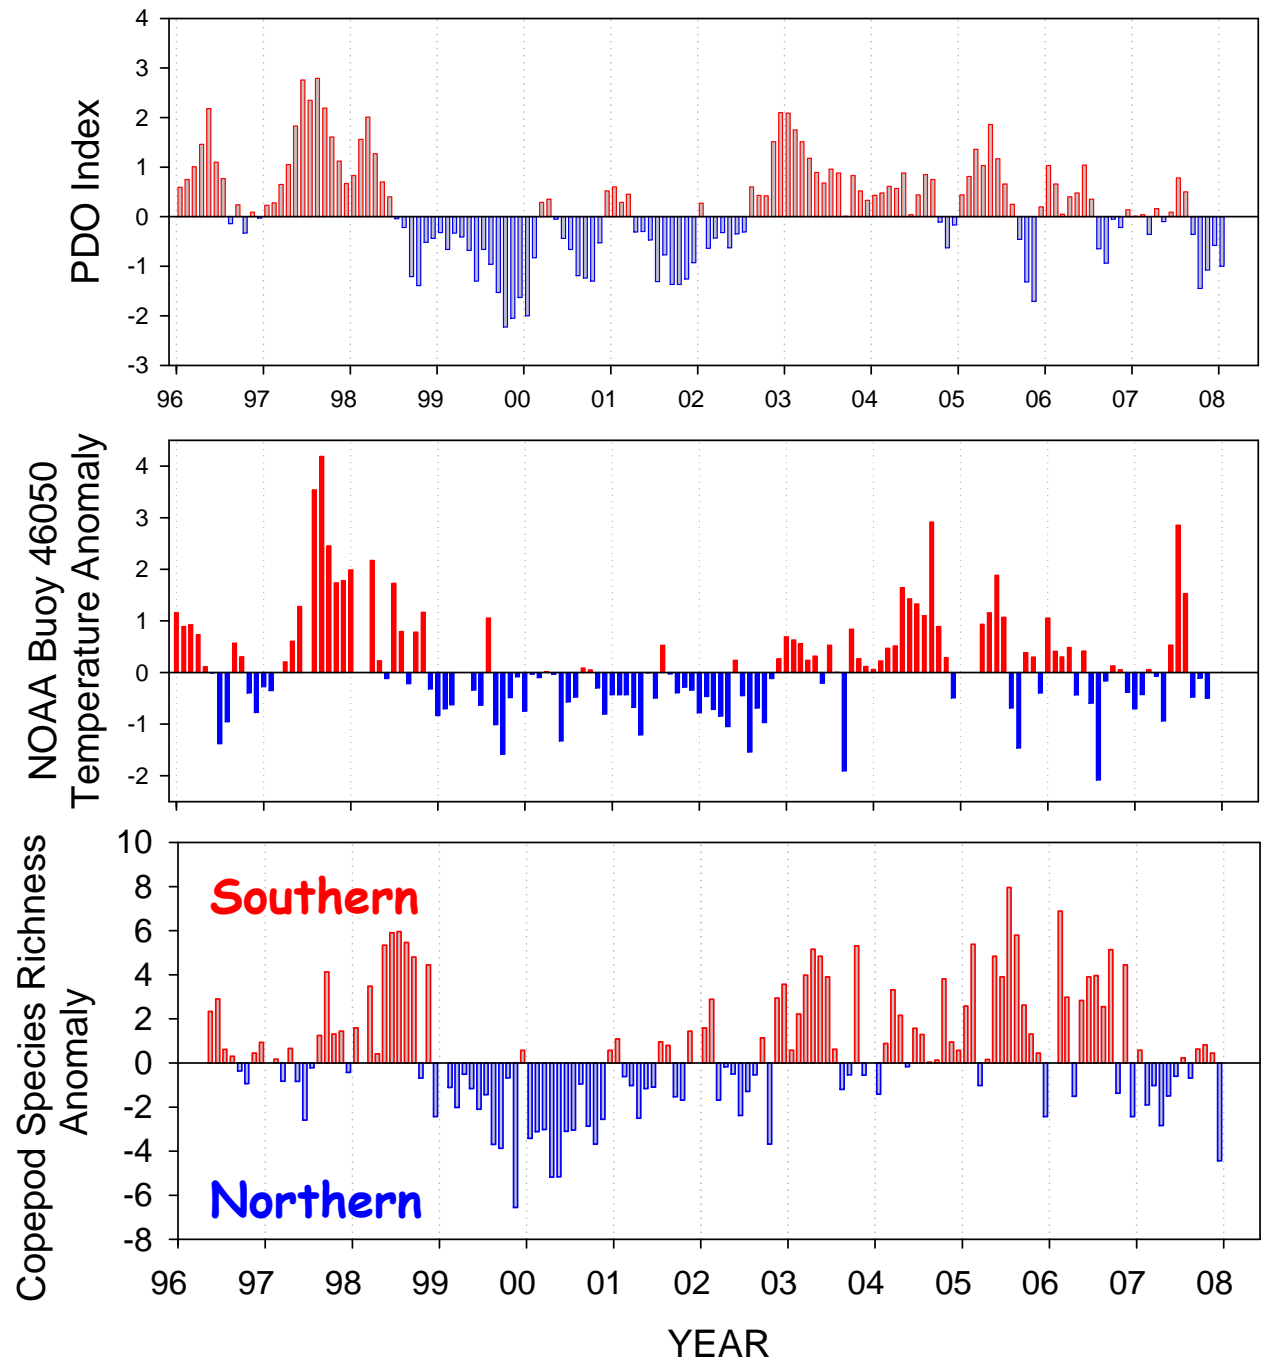 PDO Index
4
3
2
1
0
-1
-2
-3
96 97 98 99 00 01 02 03 04 05 06 07 08
NOAA Buoy 46050
Temperature Anomaly
4
3
2
1
0
-1
-2
Copepod Species Richness
Anomaly
10
8
6
4
2
0
-2
-4
-6
-8
Southern
Northern
96 97 98 99 00 01 02 03 04 05 06 07 08
YEAR